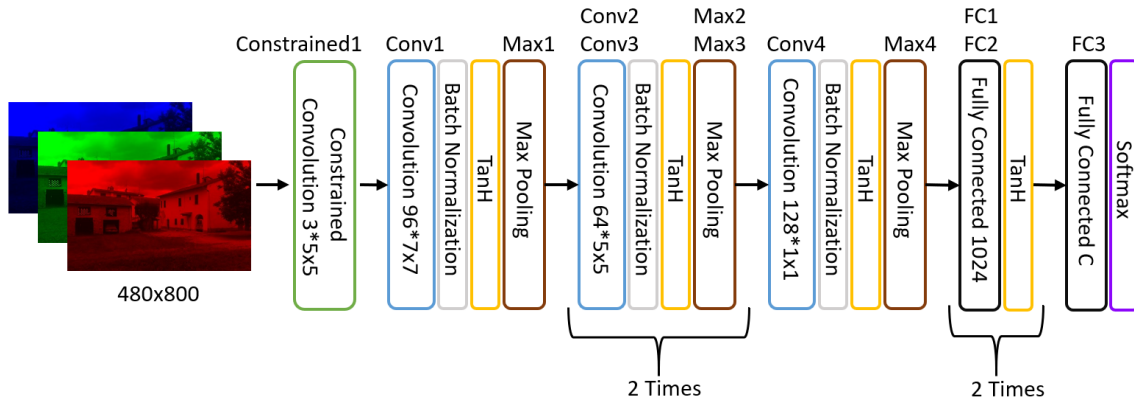 Constrained1
Conv1
Max1
Conv2
Conv3
Max2
Max3
Conv4
Max4
FC1
FC2
FC3
Constrained
Convolution 3*5x5
Convolution 96*7x7
Batch Normalization
TanH
Max Pooling
Convolution 64*5x5
Batch Normalization
TanH
Max Pooling
Convolution 128*1x1
Batch Normalization
TanH
Max Pooling
Fully Connected 1024
TanH
Fully Connected C
Softmax
480x800
2 Times
2 Times